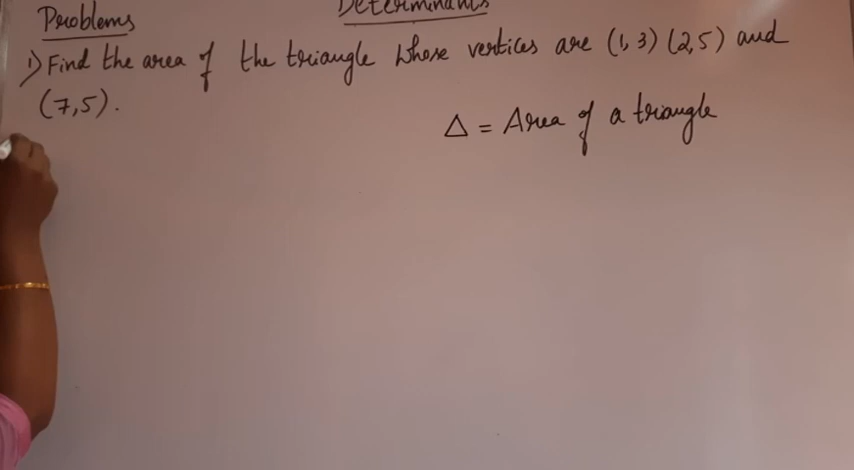 Determinants
Problems
1) Find the area of the triangle whose vertices are (1, 3) (2,5) and
(7,5).
Δ = Area of a triangle